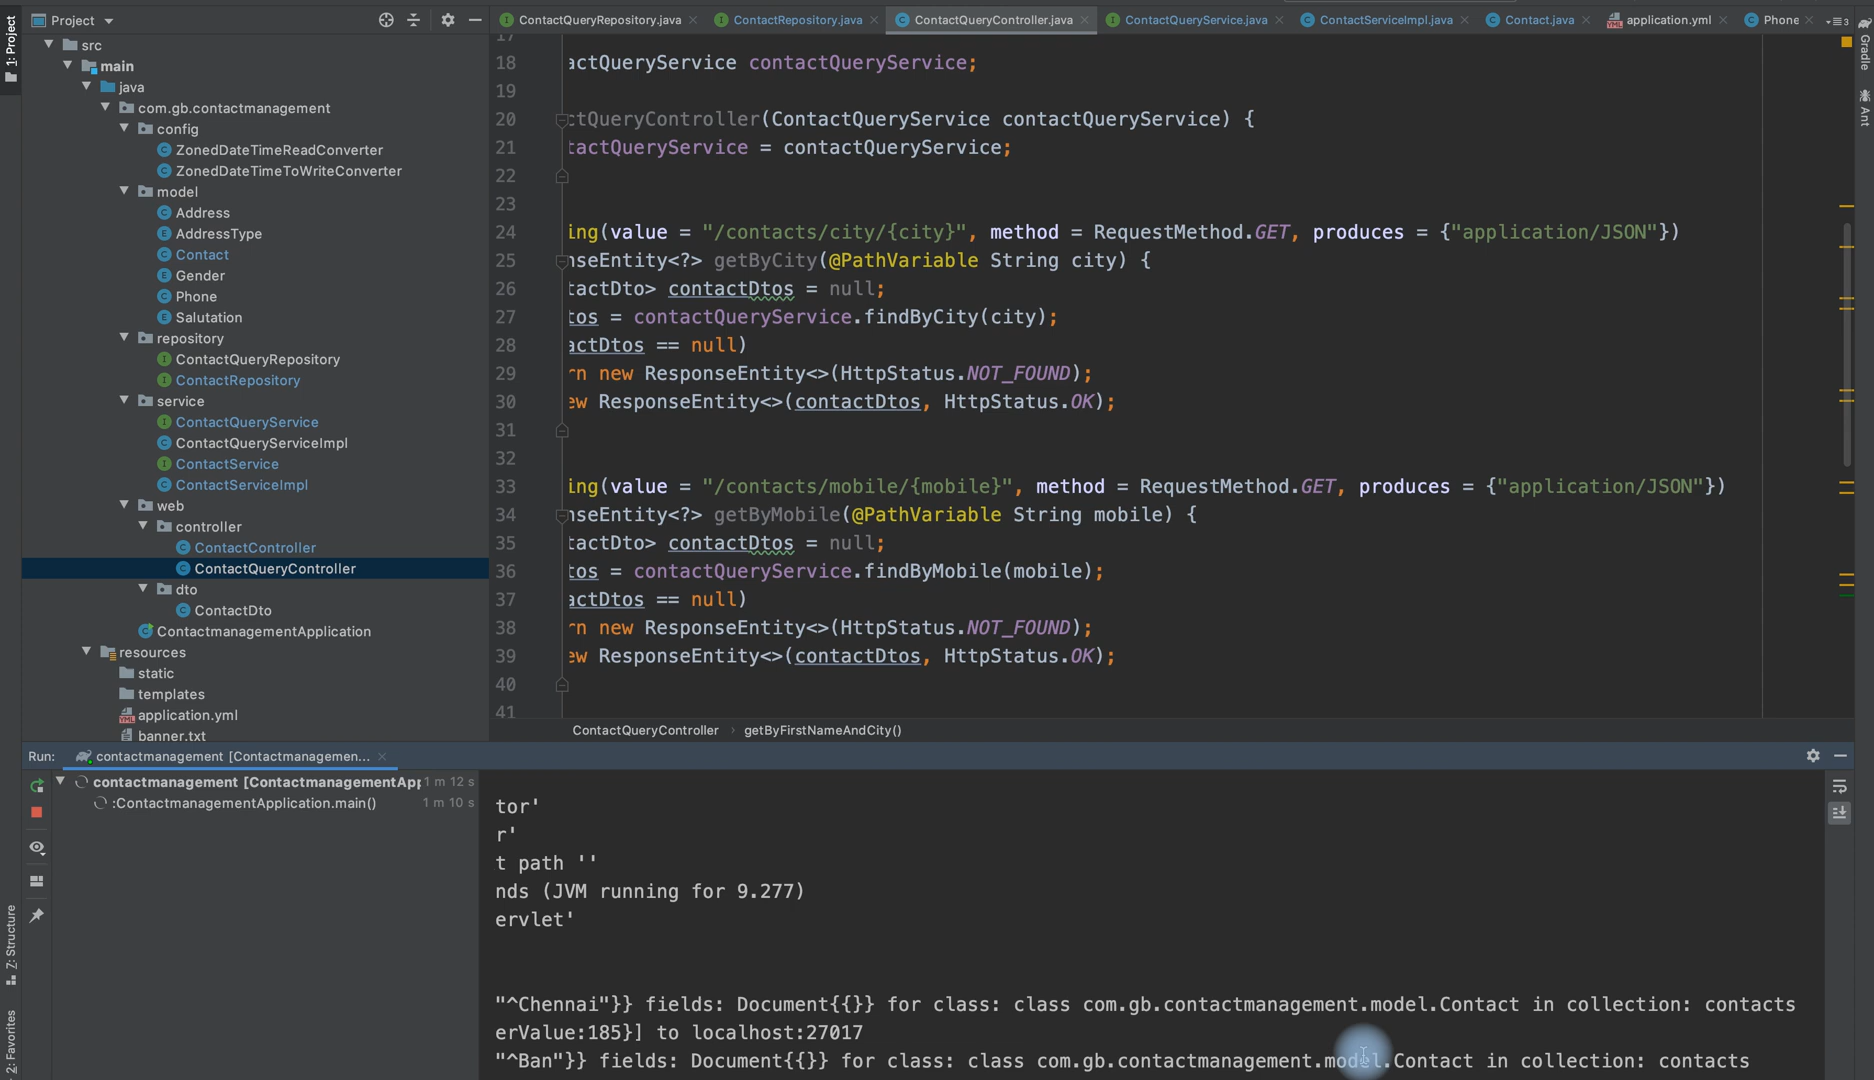 Project
ContactQueryRepository.java
ContactRepository.java
ContactQueryController.java
ContactQueryService.java
ContactServiceImpl.java
Contact.java
application.yml
Phone
3
1: Project
Gradle
Ant
Z: Structure
2: Favorites
src
main
java
com.gb.contactmanagement
config
ZonedDateTimeReadConverter
ZonedDateTimeToWriteConverter
model
Address
AddressType
Contact
Gender
Phone
Salutation
repository
ContactQueryRepository
ContactRepository
service
ContactQueryService
ContactQueryServiceImpl
ContactService
ContactServiceImpl
web
controller
ContactController
ContactQueryController
dto
ContactDto
ContactmanagementApplication
resources
static
templates
application.yml
banner.txt
17
18 actQueryService contactQueryService;
19
20 ctQueryController(ContactQueryService contactQueryService) {
21 tactQueryService = contactQueryService;
22
23
24 ing(value = "/contacts/city/{city}", method = RequestMethod.GET, produces = {"application/JSON"})
25 nseEntity<?> getByCity(@PathVariable String city) {
26 tactDto> contactDtos = null;
27 tos = contactQueryService.findByCity(city);
28 actDtos == null)
29 rn new ResponseEntity<>(HttpStatus.NOT_FOUND);
30 ew ResponseEntity<>(contactDtos, HttpStatus.OK);
31
32
33 ing(value = "/contacts/mobile/{mobile}", method = RequestMethod.GET, produces = {"application/JSON"})
34 nseEntity<?> getByMobile(@PathVariable String mobile) {
35 tactDto> contactDtos = null;
36 tos = contactQueryService.findByMobile(mobile);
37 actDtos == null)
38 rn new ResponseEntity<>(HttpStatus.NOT_FOUND);
39 ew ResponseEntity<>(contactDtos, HttpStatus.OK);
40
41
ContactQueryController › getByFirstNameAndCity()
Run: contactmanagement [Contactmanagemen...
contactmanagement [ContactmanagementApp 1 m 12 s
:ContactmanagementApplication.main() 1 m 10 s
tor'
r'
t path ''
nds (JVM running for 9.277)
ervlet'
"^Chennai"}} fields: Document{{}} for class: class com.gb.contactmanagement.model.Contact in collection: contacts
erValue:185}] to localhost:27017
"^Ban"}} fields: Document{{}} for class: class com.gb.contactmanagement.model.Contact in collection: contacts